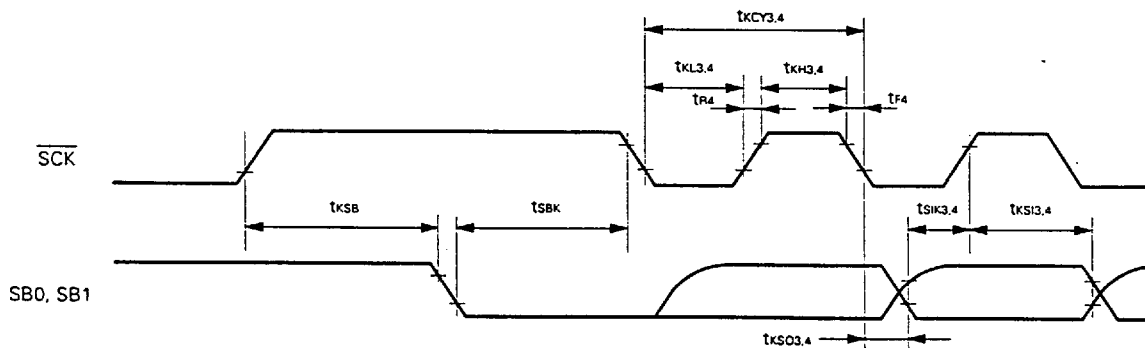 tKCY3,4
tKL3,4
tKH3,4
tR4
tF4
SCK
tKSB
tSBK
tSIK3,4
tKSI3,4
SB0, SB1
tKSO3,4